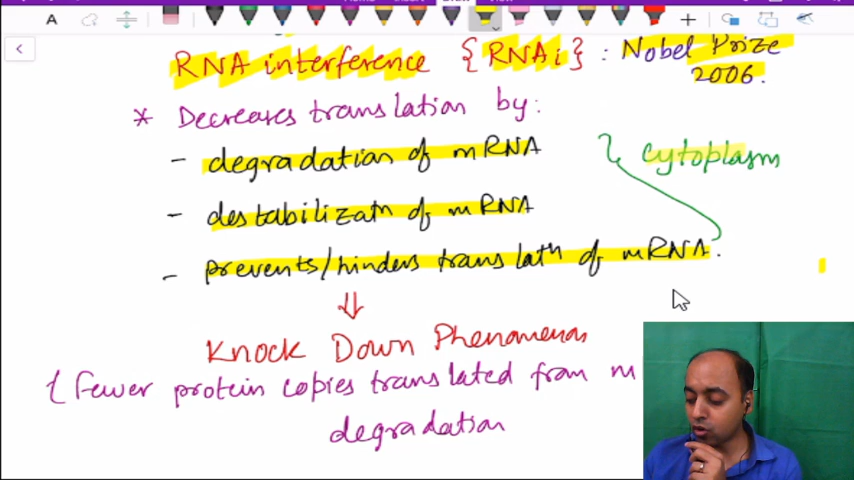 RNA interference {RNAi} : Nobel Prize
2006.
* Decreases translation by:
- degradation of mRNA
cytoplasm
- destabilizatn of mRNA
- prevents/hinders translatn of mRNA.
⇓
Knock Down Phenomenon
{ Fewer protein copies translated from m
degradation